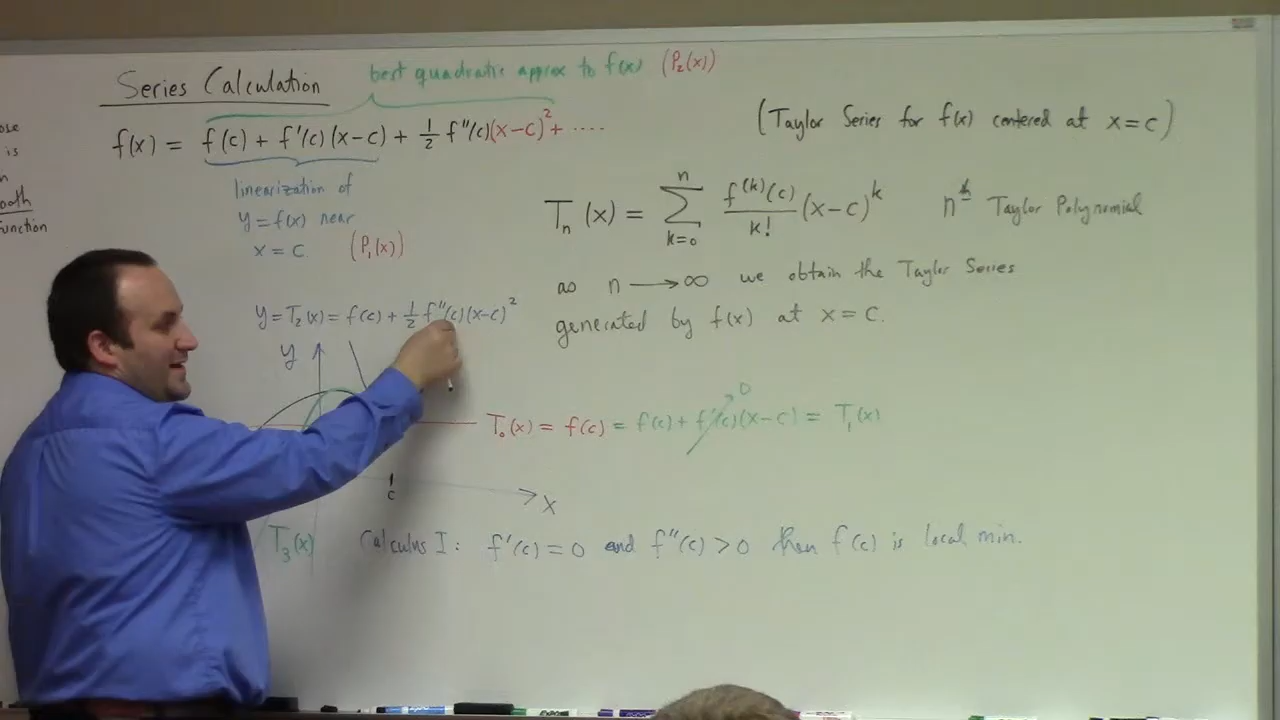 Series Calculation
best quadratic approx to f(x) (P₂(x))
f(x) = f(c) + f'(c)(x-c) + 1/2 f''(c)(x-c)² + ....
(Taylor Series for f(x) centered at x=c)
is
function
linearization of
y = f(x) near
x = c. (P₁(x))
Tₙ(x) = Σ_{k=0}^{n} f^{(k)}(c)/k! (x-c)^k nth Taylor Polynomial
as n → ∞ we obtain the Taylor Series
generated by f(x) at x = c.
y = T₂(x) = f(c) + 1/2 f''(c)(x-c)²
y
T₀(x) = f(c) = f(c) + f'(c)(x-c) = T₁(x)
0
c
x
T₃(x)
Calculus I: f'(c) = 0 and f''(c) > 0 then f(c) is local min.